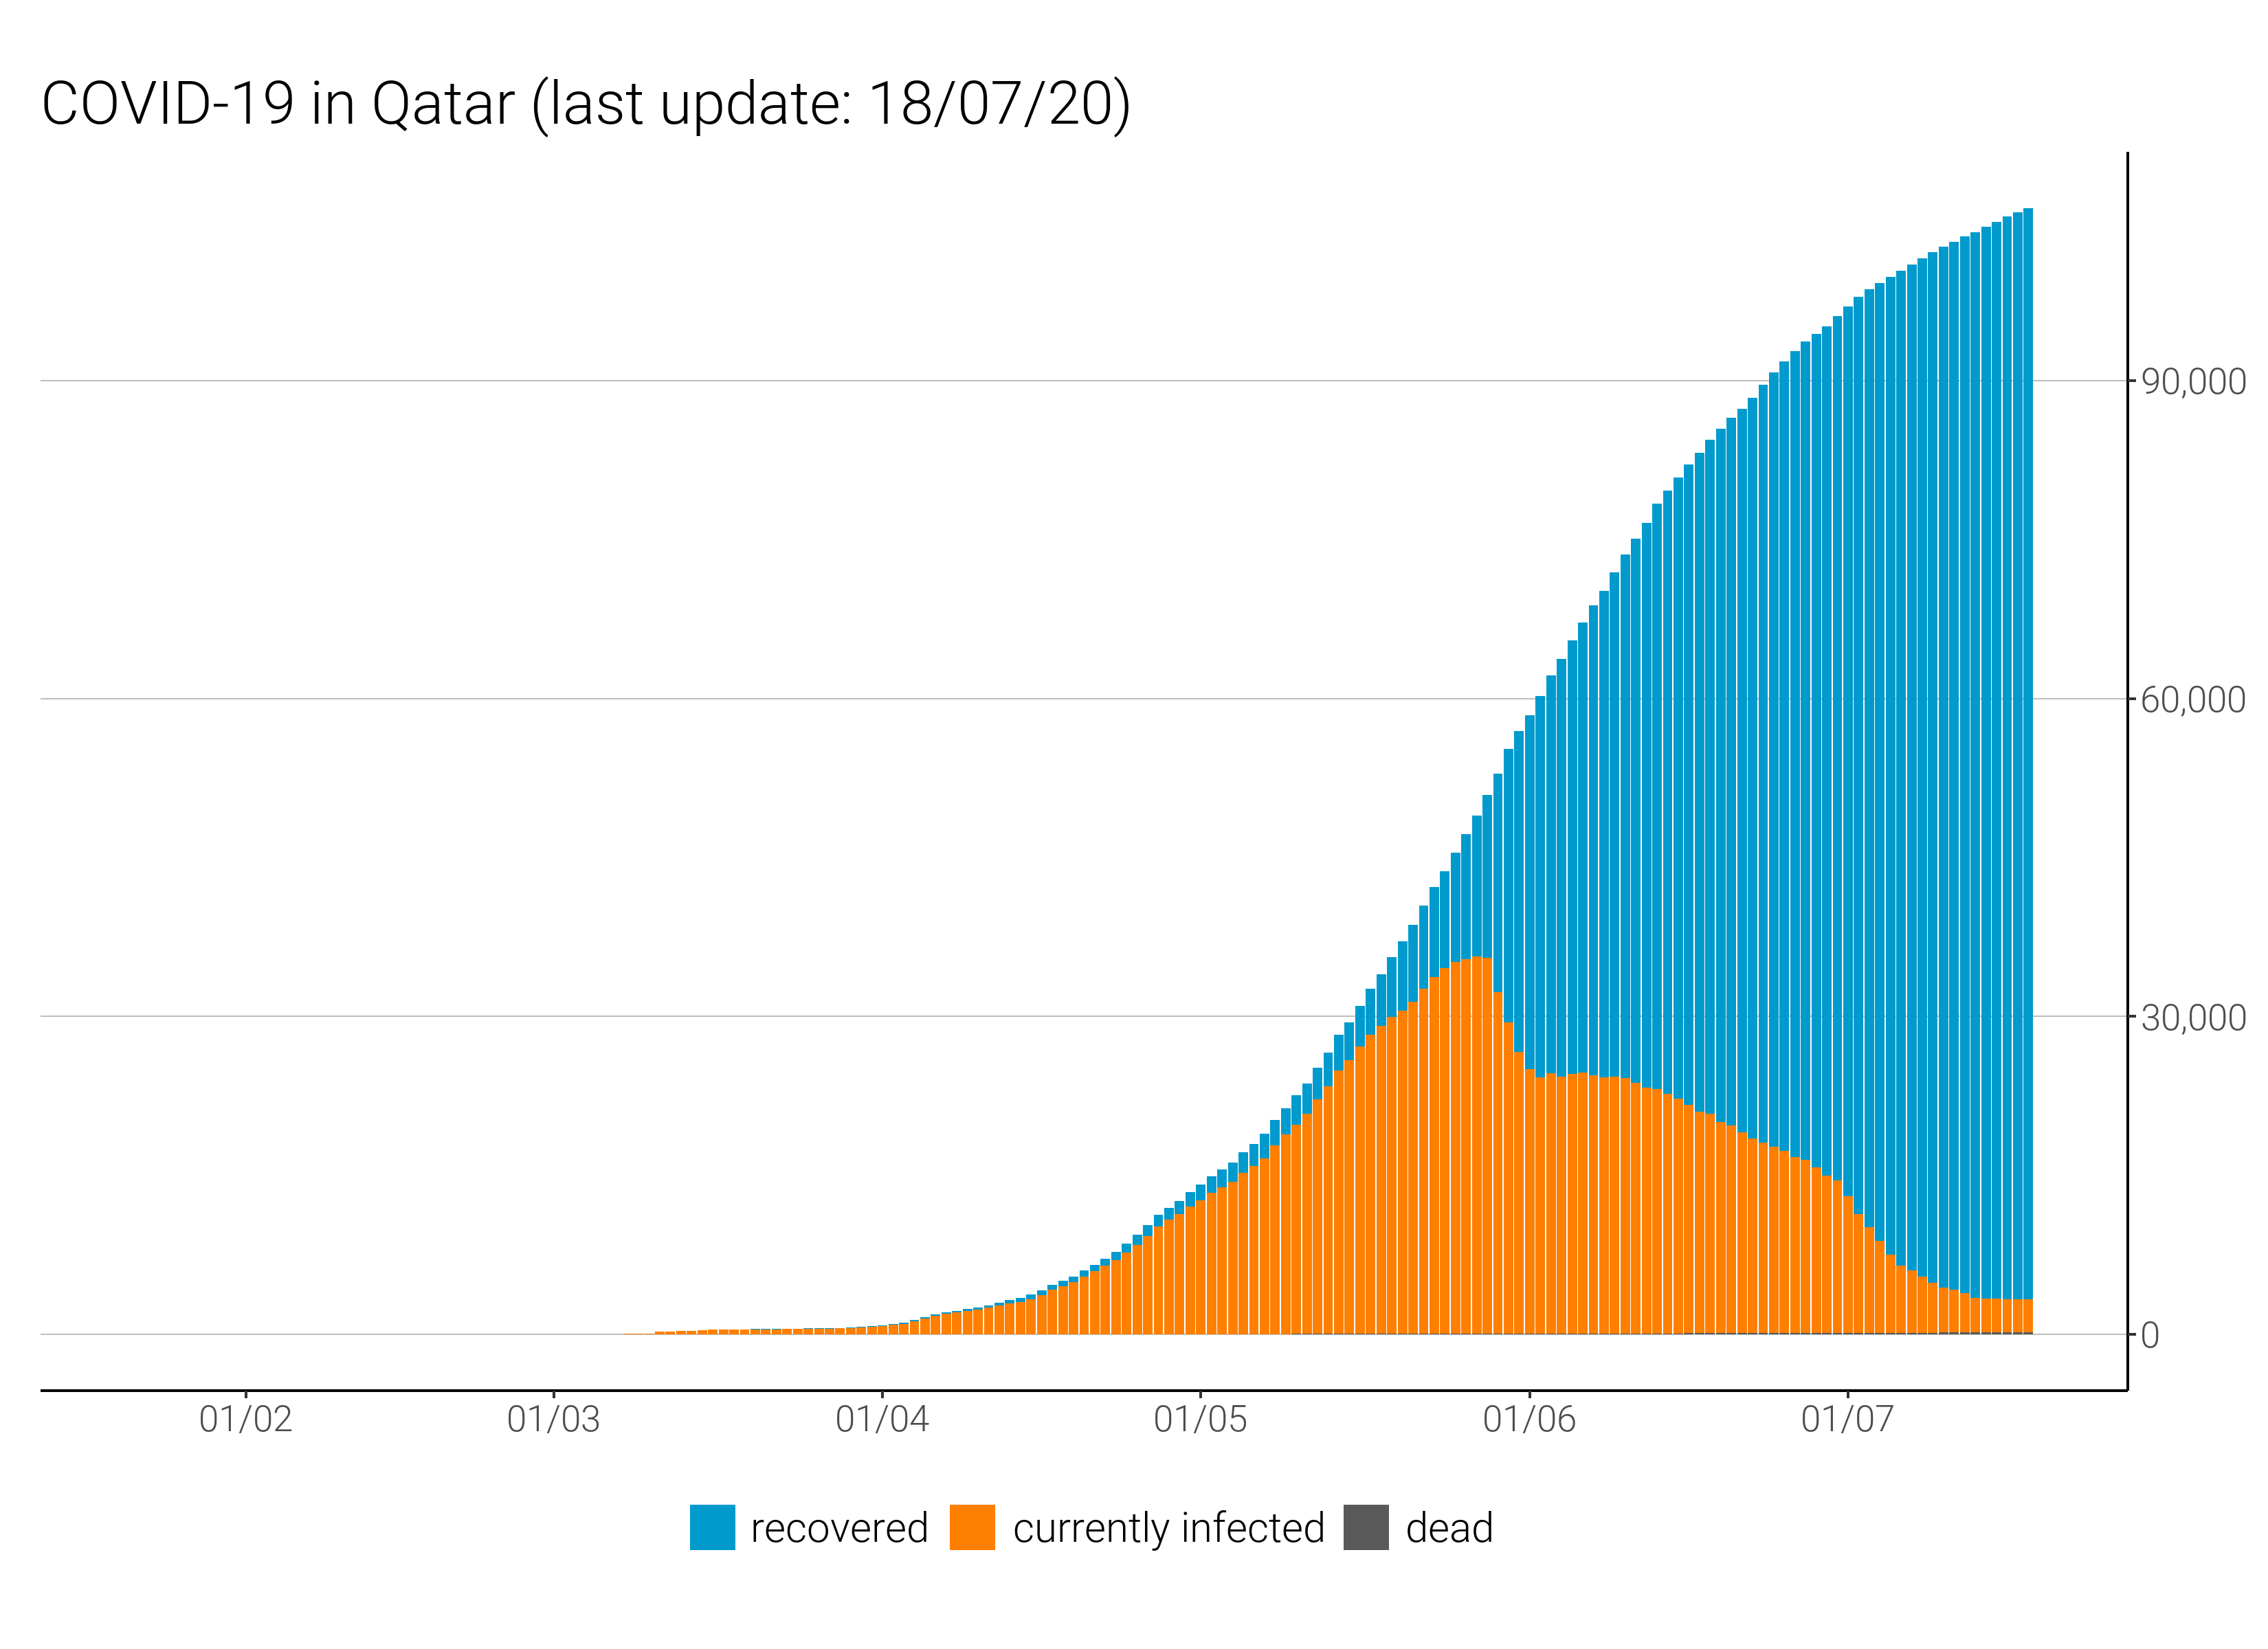 COVID-19 in Qatar (last update: 18/07/20)
90,000
60,000
30,000
0
01/02 01/03 01/04 01/05 01/06 01/07
recovered currently infected dead